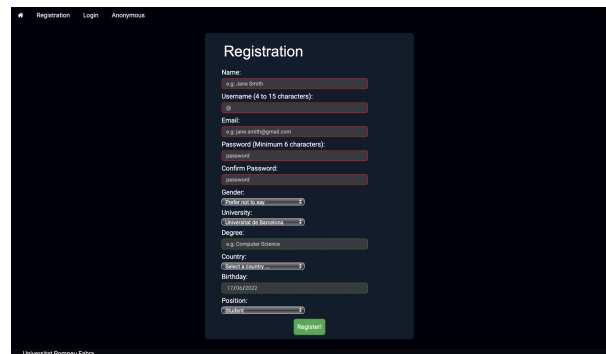 Registration Login Anonymous
Registration
Name:
e.g: Jane Smith
Username (4 to 15 characters):
@
Email:
e.g: jane.smith@gmail.com
Password (Minimum 6 characters):
password
Confirm Password:
password
Gender:
Prefer not to say
University:
Universitat de Barcelona
Degree:
e.g: Computer Science
Country:
Select a country ...
Birthday:
17/06/2022
Position:
Student
Register!
Universitat Pompeu Fabra